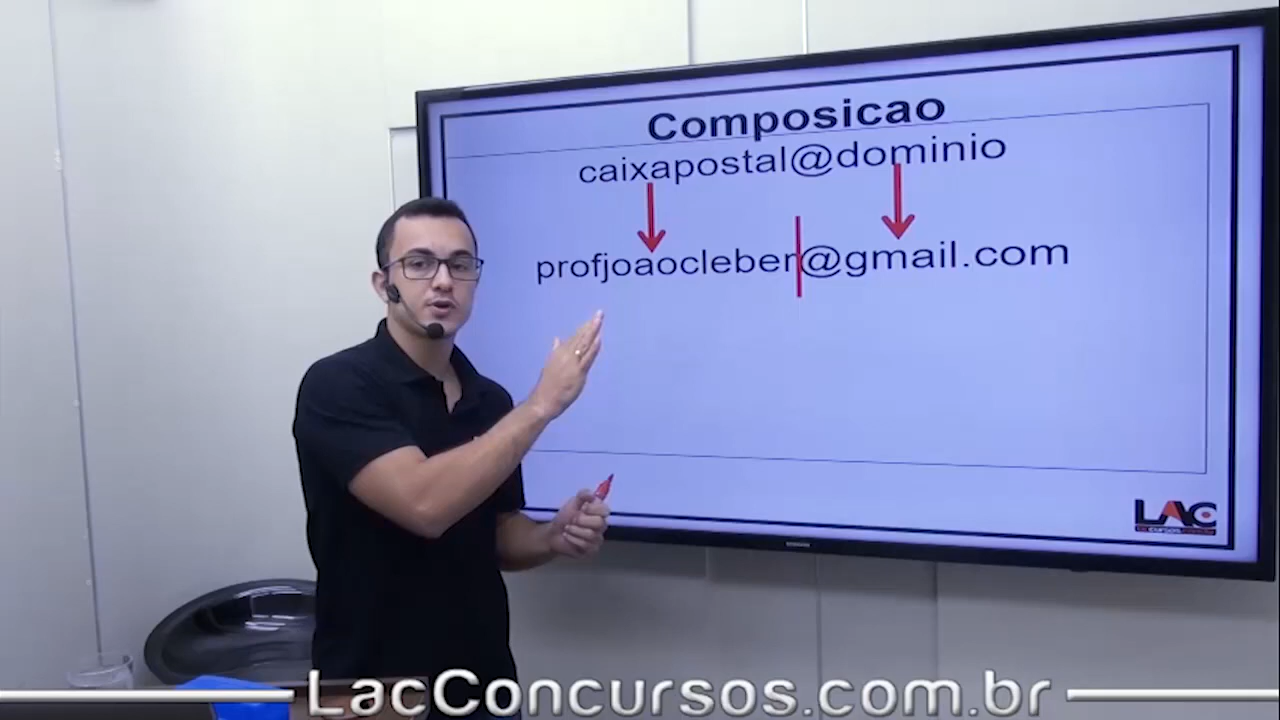 Composicao
caixapostal@dominio
profjoaocleber@gmail.com
LAC
LacConcursos.com.br